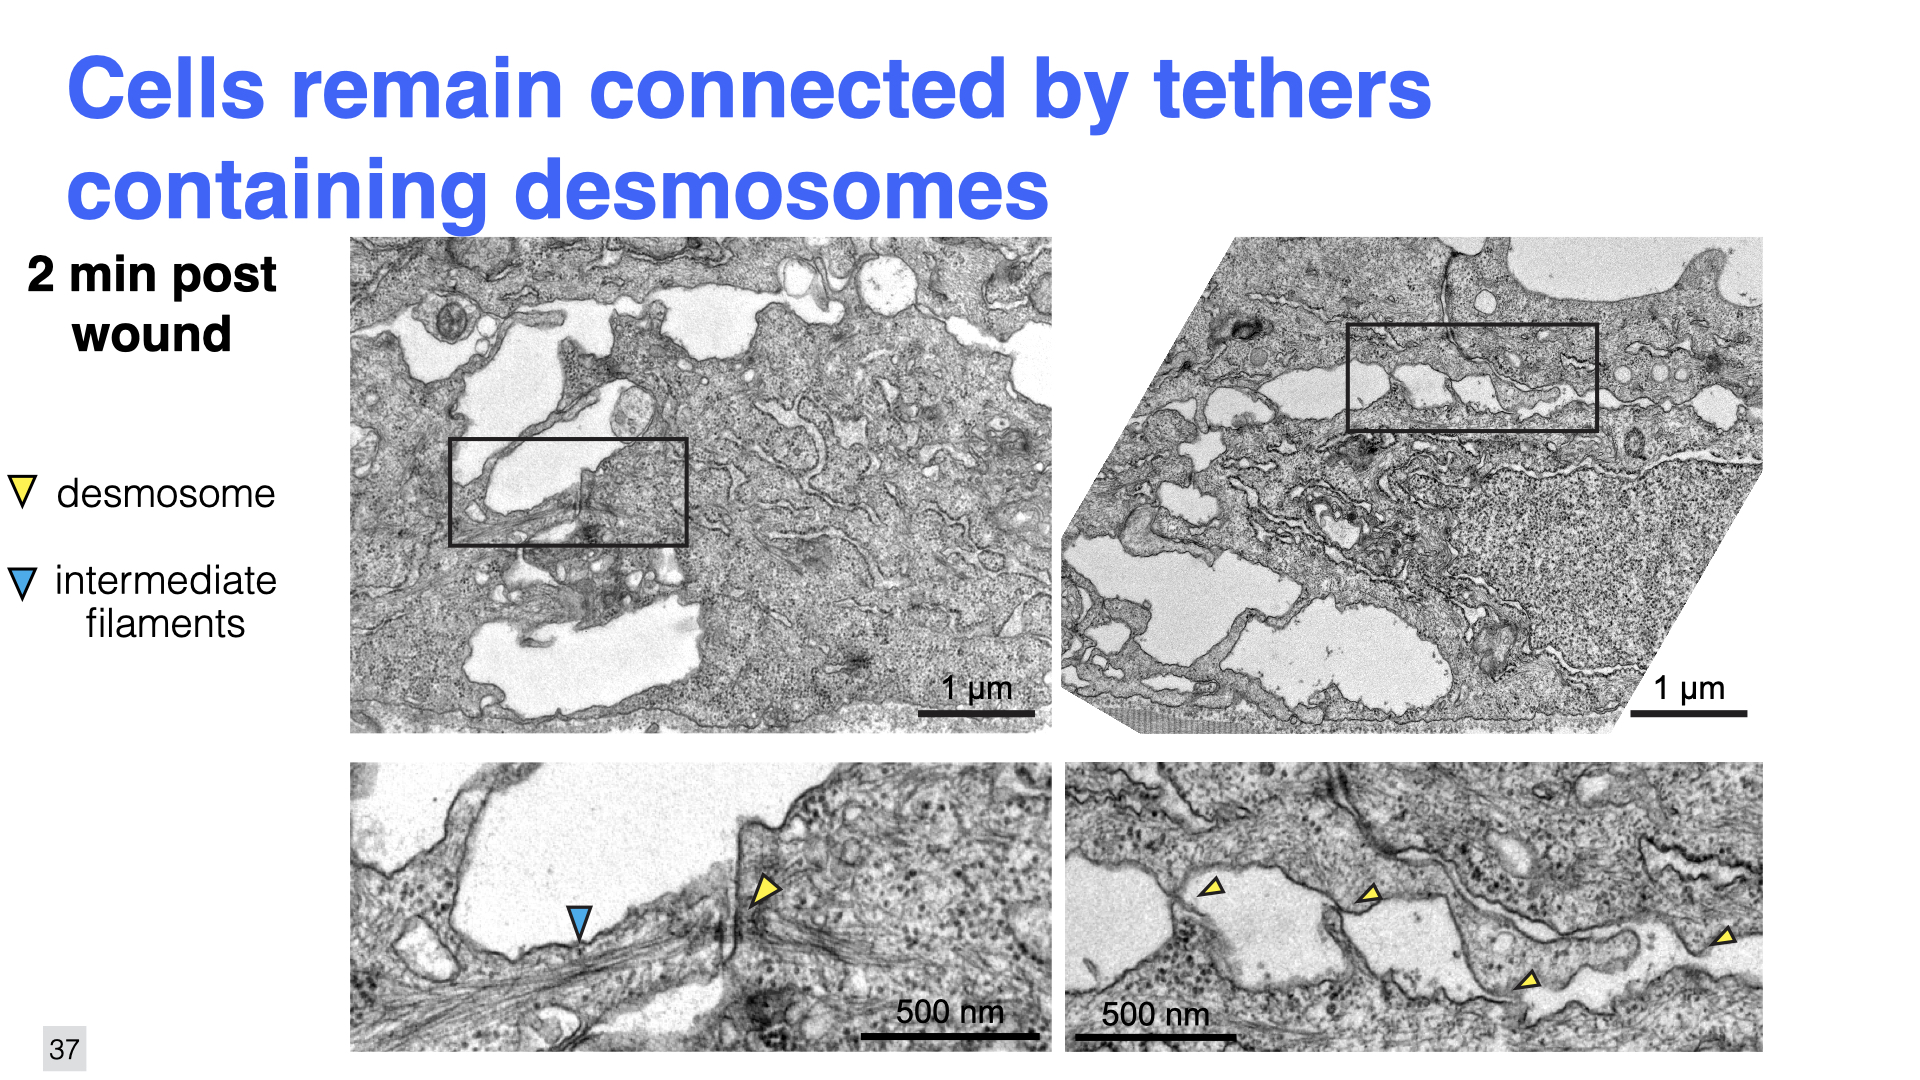 Cells remain connected by tethers
containing desmosomes
2 min post
wound
desmosome
intermediate
filaments
1 µm
1 µm
500 nm
500 nm
37